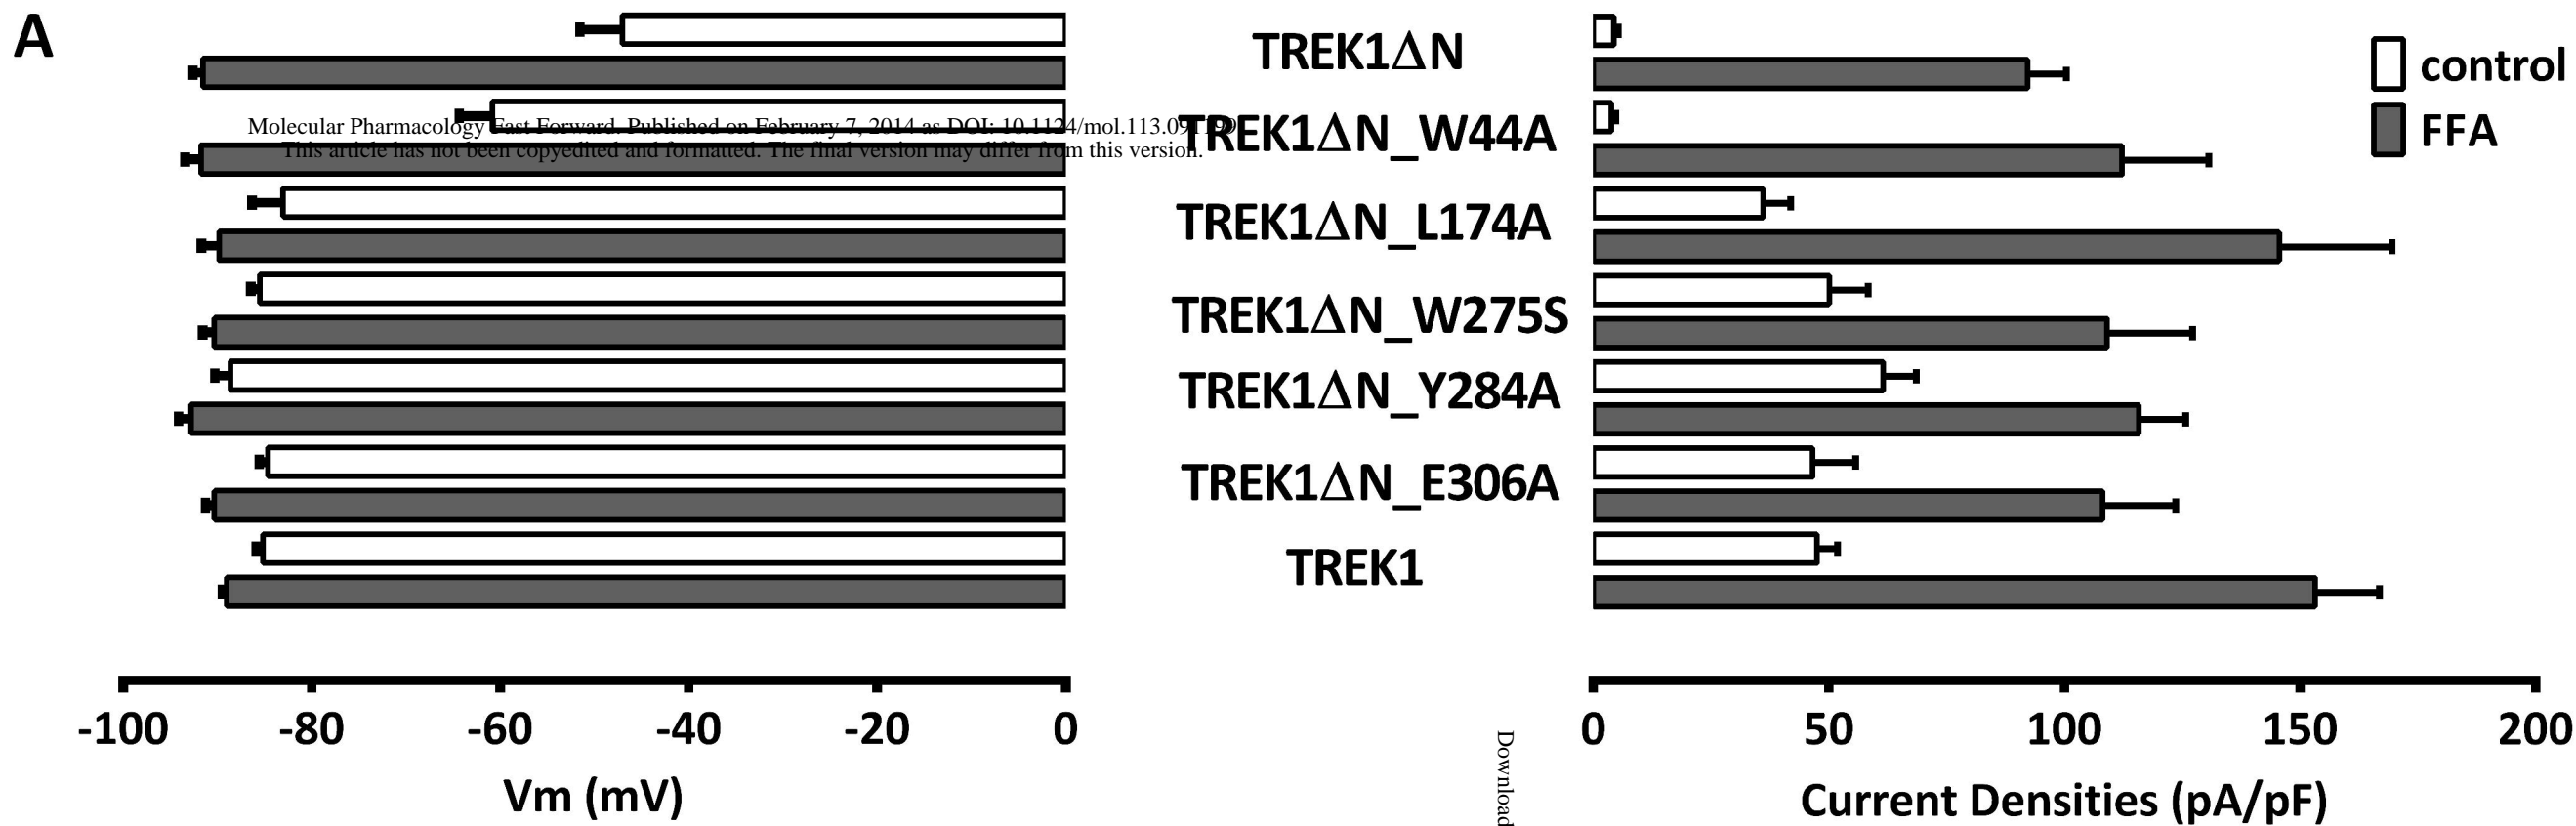 A
TREK1ΔN
control
FFA
Molecular Pharmacology Fast Forward. Published on February 7, 2014 as DOI: 10.1124/mol.113.091199
This article has not been copyedited and formatted. The final version may differ from this version.
TREK1ΔN_W44A
TREK1ΔN_L174A
TREK1ΔN_W275S
TREK1ΔN_Y284A
TREK1ΔN_E306A
TREK1
-100 -80 -60 -40 -20 0
Vm (mV)
0 50 100 150 200
Current Densities (pA/pF)
Download